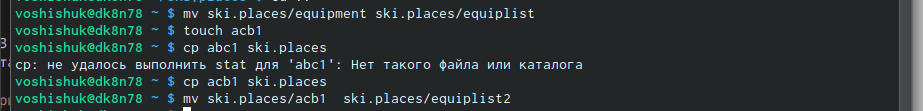 voshishuk@dk8n78 ~ $ mv ski.places/equipment ski.places/equiplist
voshishuk@dk8n78 ~ $ touch acb1
voshishuk@dk8n78 ~ $ cp abc1 ski.places
cp: не удалось выполнить stat для 'abc1': Нет такого файла или каталога
voshishuk@dk8n78 ~ $ cp acb1 ski.places
voshishuk@dk8n78 ~ $ mv ski.places/acb1  ski.places/equiplist2